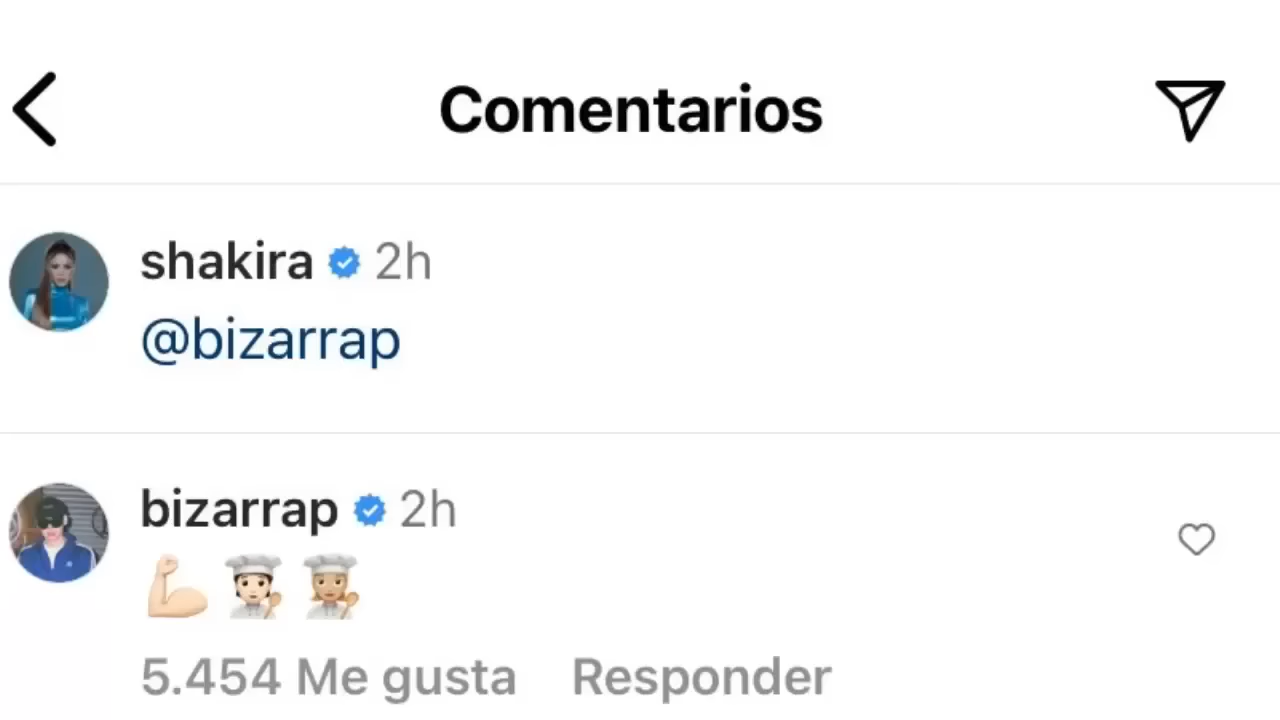 Comentarios
shakira 2h
@bizarrap
bizarrap 2h
💪🏻🧑🏻‍🍳🧑🏼‍🍳
5.454 Me gusta Responder